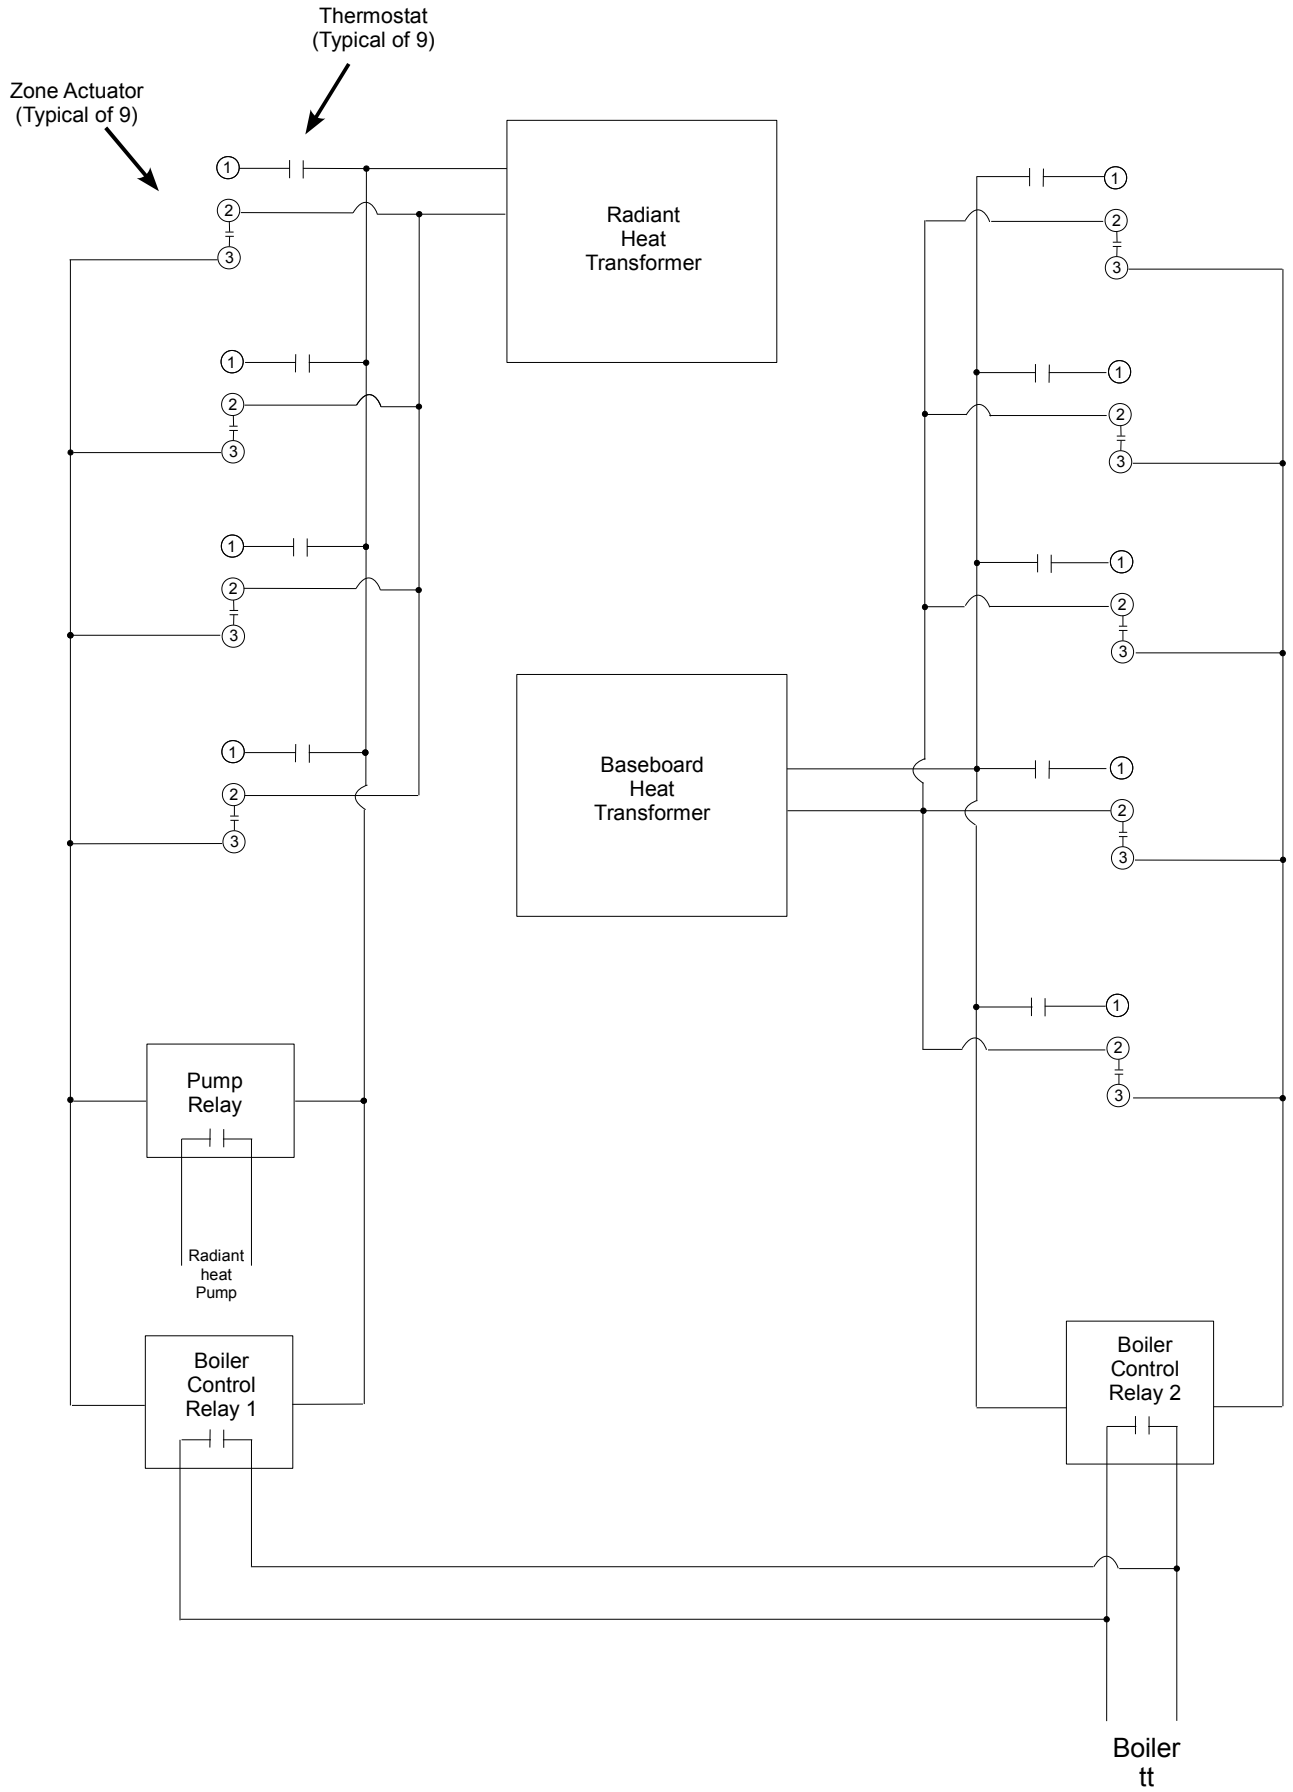 Thermostat
(Typical of 9)
Zone Actuator
(Typical of 9)
1
2
3
1
2
3
1
2
3
1
2
3
Radiant
Heat
Transformer
Baseboard
Heat
Transformer
1
2
3
1
2
3
1
2
3
1
2
3
1
2
3
Pump
Relay
Radiant
heat
Pump
Boiler
Control
Relay 1
Boiler
Control
Relay 2
Boiler
tt